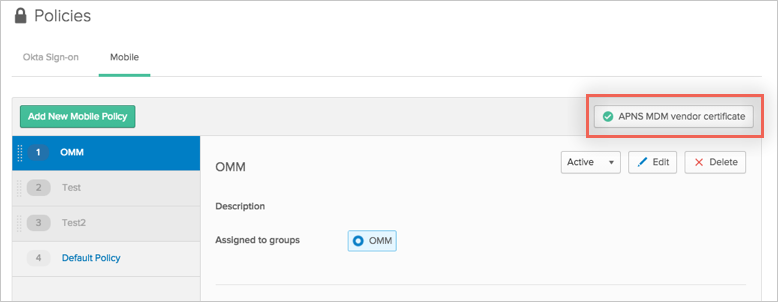 Policies
Okta Sign-on Mobile
Add New Mobile Policy APNS MDM vendor certificate
1 OMM
2 Test
3 Test2
4 Default Policy
OMM Active Edit Delete
Description
Assigned to groups OMM